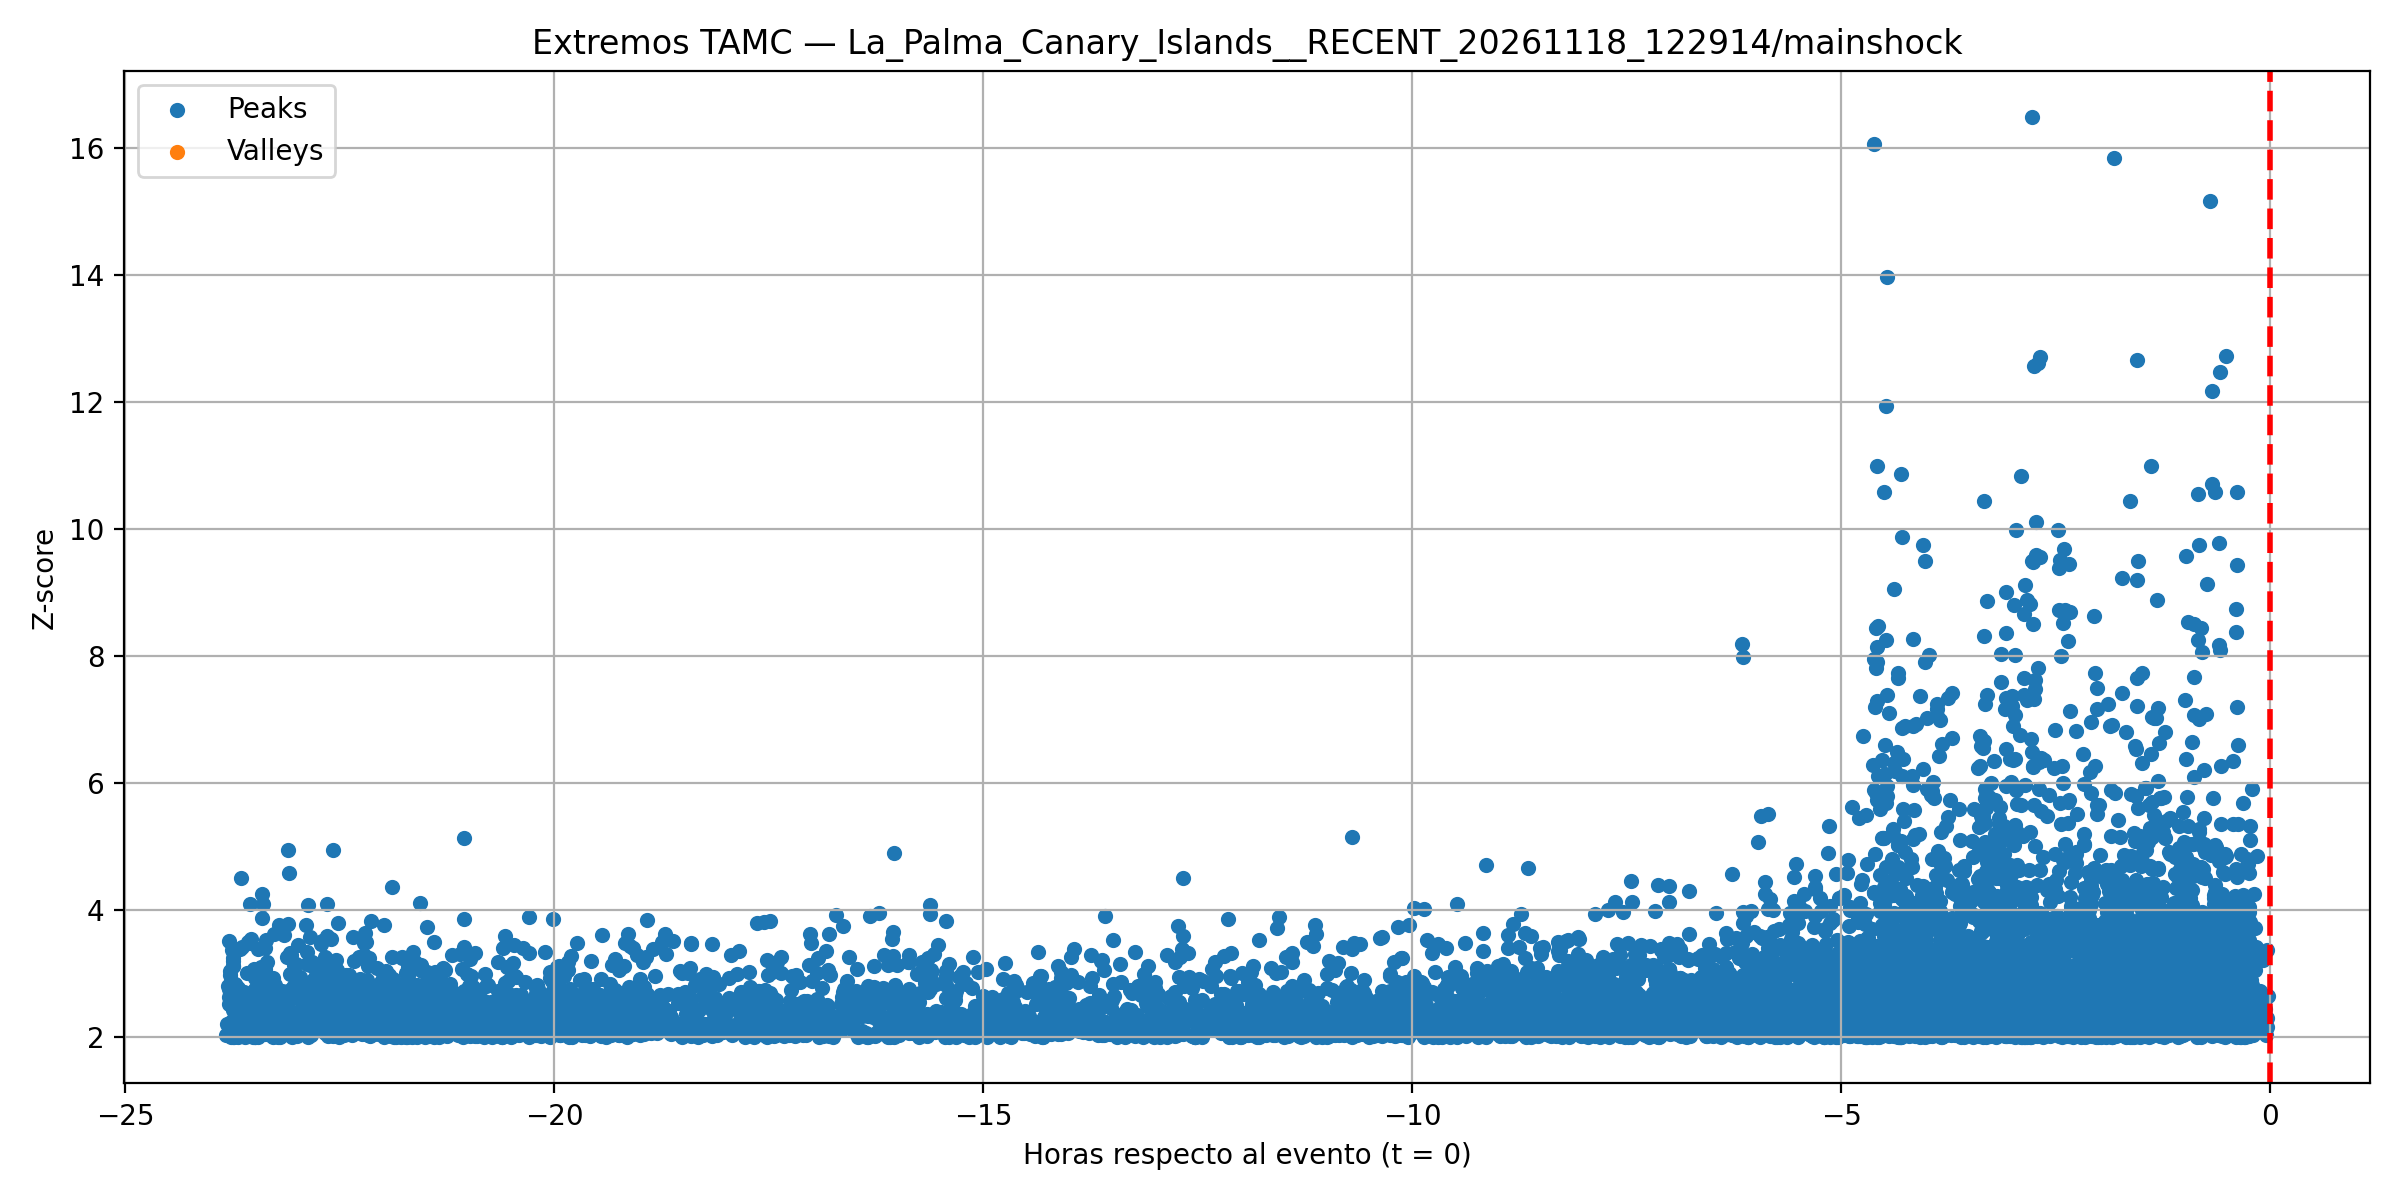 Extremos TAMC — La_Palma_Canary_Islands__RECENT_20261118_122914/mainshock
Peaks
Valleys
16
14
12
10
8
6
4
2
Z-score
−25
−20
−15
−10
−5
0
Horas respecto al evento (t = 0)